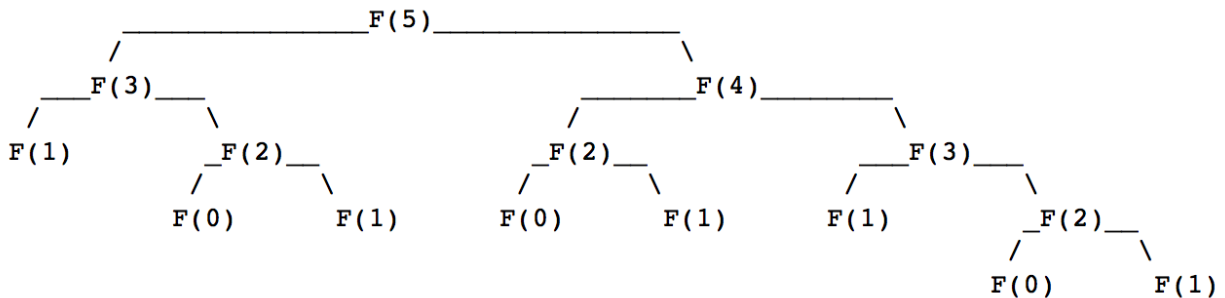 F(5)
F(3) F(4)
F(1) F(2) F(2) F(3)
F(0) F(1) F(0) F(1) F(1) F(2)
F(0) F(1)